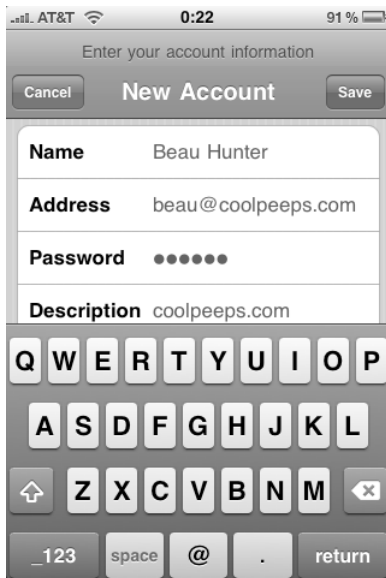 AT&T 0:22 91 %
Enter your account information
Cancel New Account Save
Name Beau Hunter
Address beau@coolpeeps.com
Password ●●●●●●
Description coolpeeps.com
Q W E R T Y U I O P
A S D F G H J K L
Z X C V B N M
_123 space @ . return